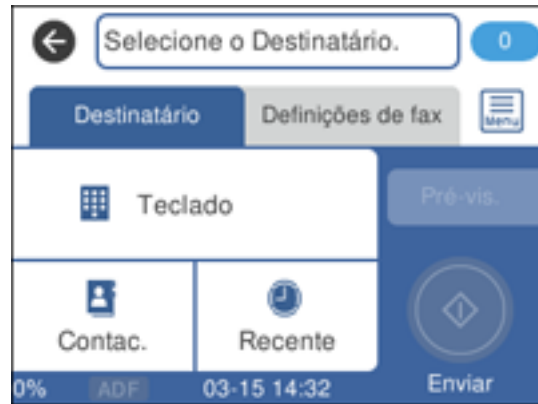 Selecione o Destinatário.
0
Destinatário
Definições de fax
Menu
Teclado
Pré-vis.
Contac.
Recente
0%
ADF
03-15 14:32
Enviar